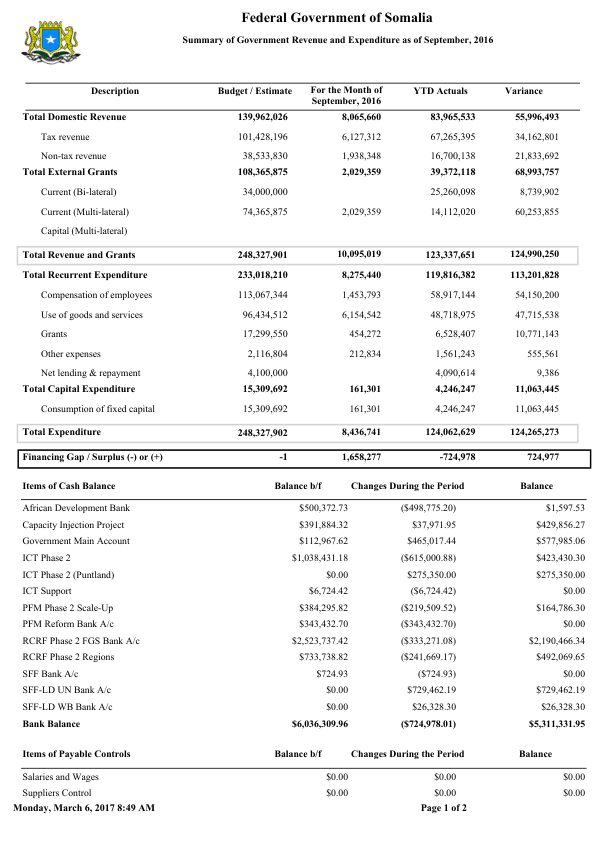 Federal Government of Somalia
Summary of Government Revenue and Expenditure as of September, 2016
Description Budget / Estimate For the Month of September, 2016 YTD Actuals Variance
Total Domestic Revenue 139,962,026 8,065,660 83,965,533 55,996,493
Tax revenue 101,428,196 6,127,312 67,265,395 34,162,801
Non-tax revenue 38,533,830 1,938,348 16,700,138 21,833,692
Total External Grants 108,365,875 2,029,359 39,372,118 68,993,757
Current (Bi-lateral) 34,000,000 25,260,098 8,739,902
Current (Multi-lateral) 74,365,875 2,029,359 14,112,020 60,253,855
Capital (Multi-lateral)
Total Revenue and Grants 248,327,901 10,095,019 123,337,651 124,990,250
Total Recurrent Expenditure 233,018,210 8,275,440 119,816,382 113,201,828
Compensation of employees 113,067,344 1,453,793 58,917,144 54,150,200
Use of goods and services 96,434,512 6,154,542 48,718,975 47,715,538
Grants 17,299,550 454,272 6,528,407 10,771,143
Other expenses 2,116,804 212,834 1,561,243 555,561
Net lending & repayment 4,100,000 4,090,614 9,386
Total Capital Expenditure 15,309,692 161,301 4,246,247 11,063,445
Consumption of fixed capital 15,309,692 161,301 4,246,247 11,063,445
Total Expenditure 248,327,902 8,436,741 124,062,629 124,265,273
Financing Gap / Surplus (-) or (+) -1 1,658,277 -724,978 724,977
Items of Cash Balance Balance b/f Changes During the Period Balance
African Development Bank $500,372.73 ($498,775.20) $1,597.53
Capacity Injection Project $391,884.32 $37,971.95 $429,856.27
Government Main Account $112,967.62 $465,017.44 $577,985.06
ICT Phase 2 $1,038,431.18 ($615,000.88) $423,430.30
ICT Phase 2 (Puntland) $0.00 $275,350.00 $275,350.00
ICT Support $6,724.42 ($6,724.42) $0.00
PFM Phase 2 Scale-Up $384,295.82 ($219,509.52) $164,786.30
PFM Reform Bank A/c $343,432.70 ($343,432.70) $0.00
RCRF Phase 2 FGS Bank A/c $2,523,737.42 ($333,271.08) $2,190,466.34
RCRF Phase 2 Regions $733,738.82 ($241,669.17) $492,069.65
SFF Bank A/c $724.93 ($724.93) $0.00
SFF-LD UN Bank A/c $0.00 $729,462.19 $729,462.19
SFF-LD WB Bank A/c $0.00 $26,328.30 $26,328.30
Bank Balance $6,036,309.96 ($724,978.01) $5,311,331.95
Items of Payable Controls Balance b/f Changes During the Period Balance
Salaries and Wages $0.00 $0.00 $0.00
Suppliers Control $0.00 $0.00 $0.00
Monday, March 6, 2017 8:49 AM Page 1 of 2